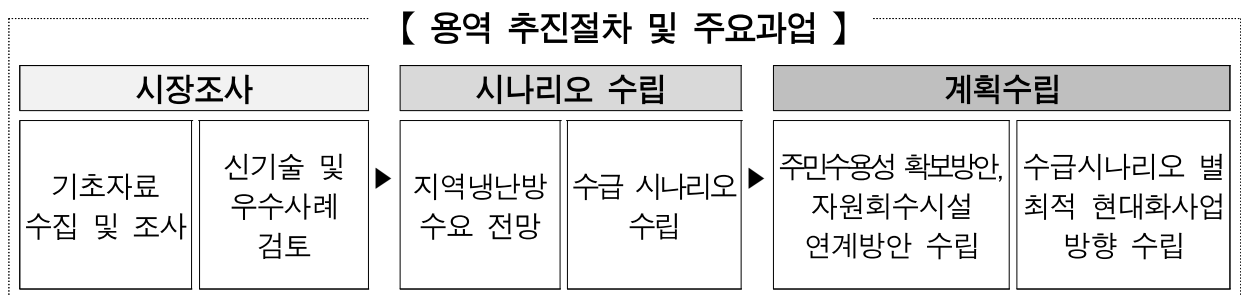 【 용역 추진절차 및 주요과업 】
시장조사
시나리오 수립
계획수립
기초자료
수집 및 조사
신기술 및
우수사례
검토
▶
지역냉난방
수요 전망
수급 시나리오
수립
▶
주민수용성 확보방안,
자원회수시설
연계방안 수립
수급시나리오 별
최적 현대화사업
방향 수립